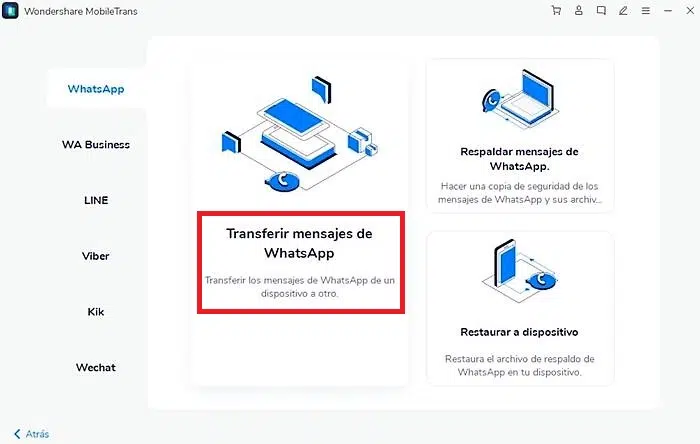 Wondershare MobileTrans
WhatsApp
WA Business
LINE
Viber
Kik
Wechat
Transferir mensajes de
WhatsApp
Transferir los mensajes de WhatsApp de un
dispositivo a otro.
Respaldar mensajes de
WhatsApp.
Hacer una copia de seguridad de los
mensajes de WhatsApp y sus archiv...
Restaurar a dispositivo
Restaura el archivo de respaldo de
WhatsApp en tu dispositivo.
Atrás